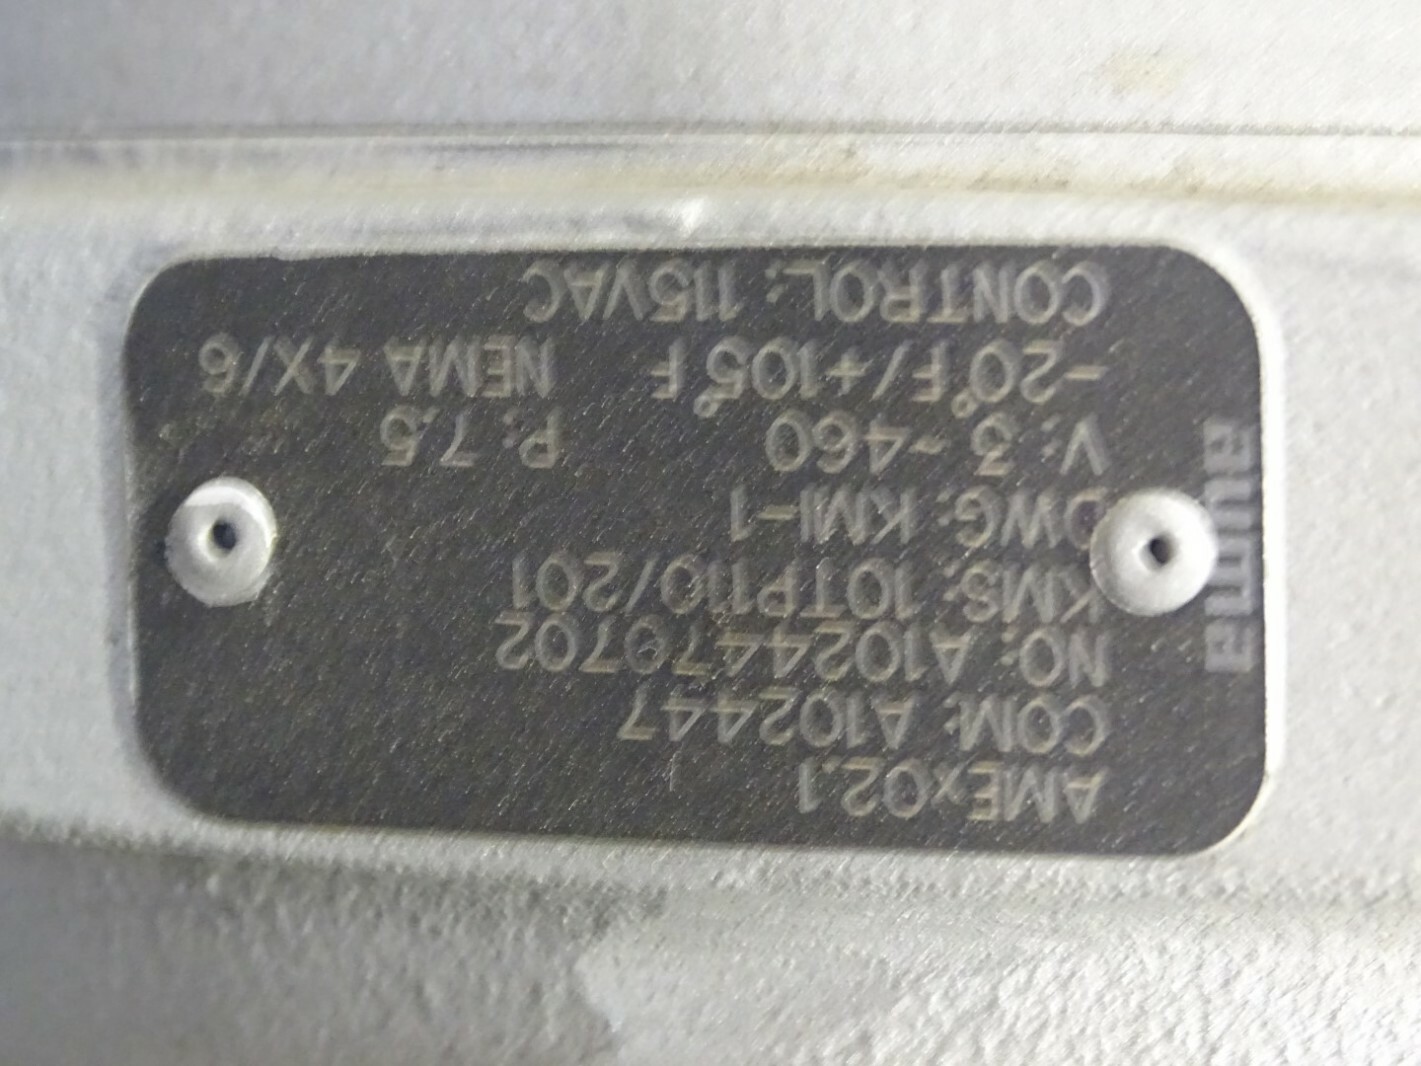 AMEx02.1
COM: A102447
NO: A1024470702
KMS: 10TP110/201
DWG: KMI-1
V: 3 ~460 P: 7.5
-20°F/+105°F NEMA 4X/6
CONTROL: 115VAC
auma